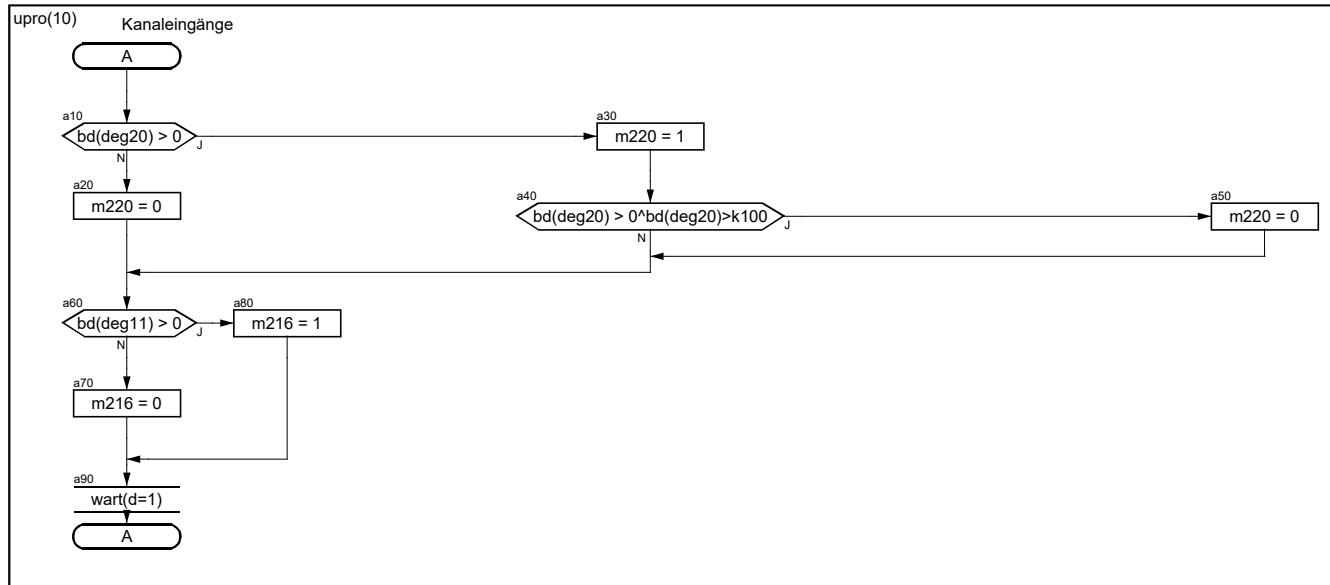 upro(10)
Kanaleingänge
A
a10
bd(deg20) > 0
J
N
a30
m220 = 1
a20
m220 = 0
a40
bd(deg20) > 0^bd(deg20)>k100
J
N
a50
m220 = 0
a60
bd(deg11) > 0
J
N
a80
m216 = 1
a70
m216 = 0
a90
wart(d=1)
A